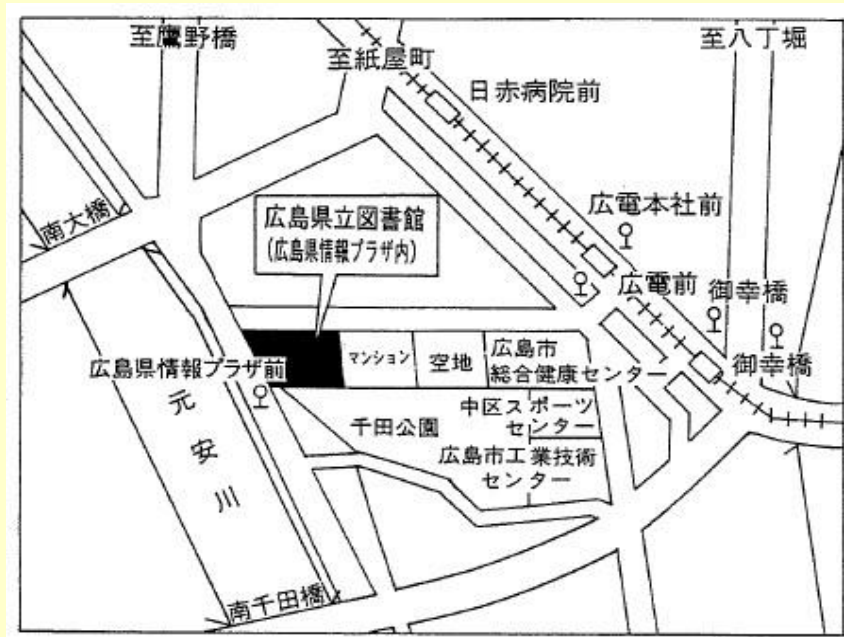 至鷹野橋
至紙屋町
至八丁堀
日赤病院前
南大橋
広島県立図書館
(広島県情報プラザ内)
広電本社前
広電前
御幸橋
広島県情報プラザ前
マンション
空地
広島市
総合健康センター
御幸橋
元安川
千田公園
中区スポーツ
センター
広島市工業技術
センター
南千田橋